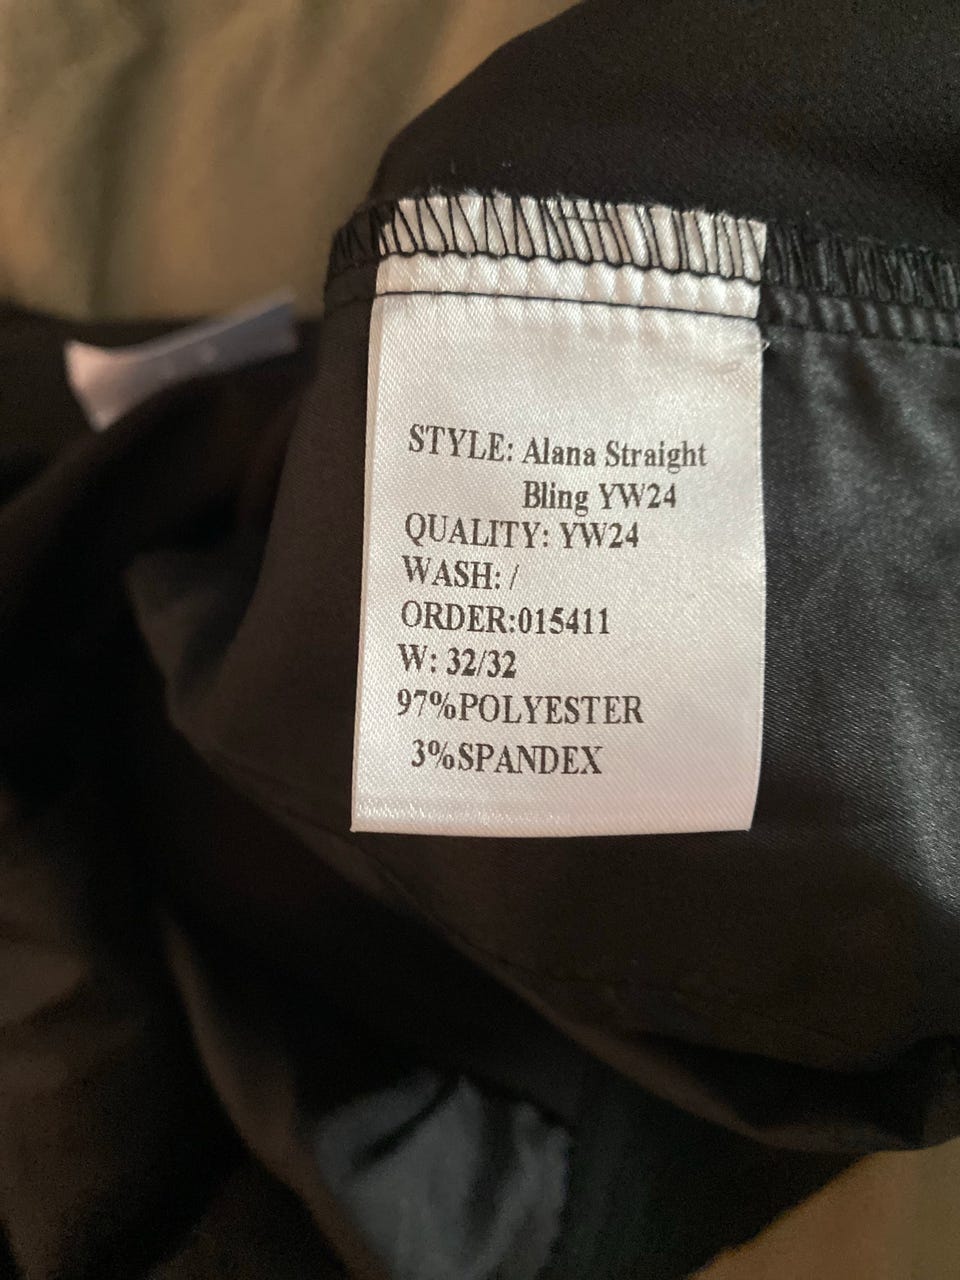 STYLE: Alana Straight
Bling YW24
QUALITY: YW24
WASH: /
ORDER:015411
W: 32/32
97%POLYESTER
3%SPANDEX